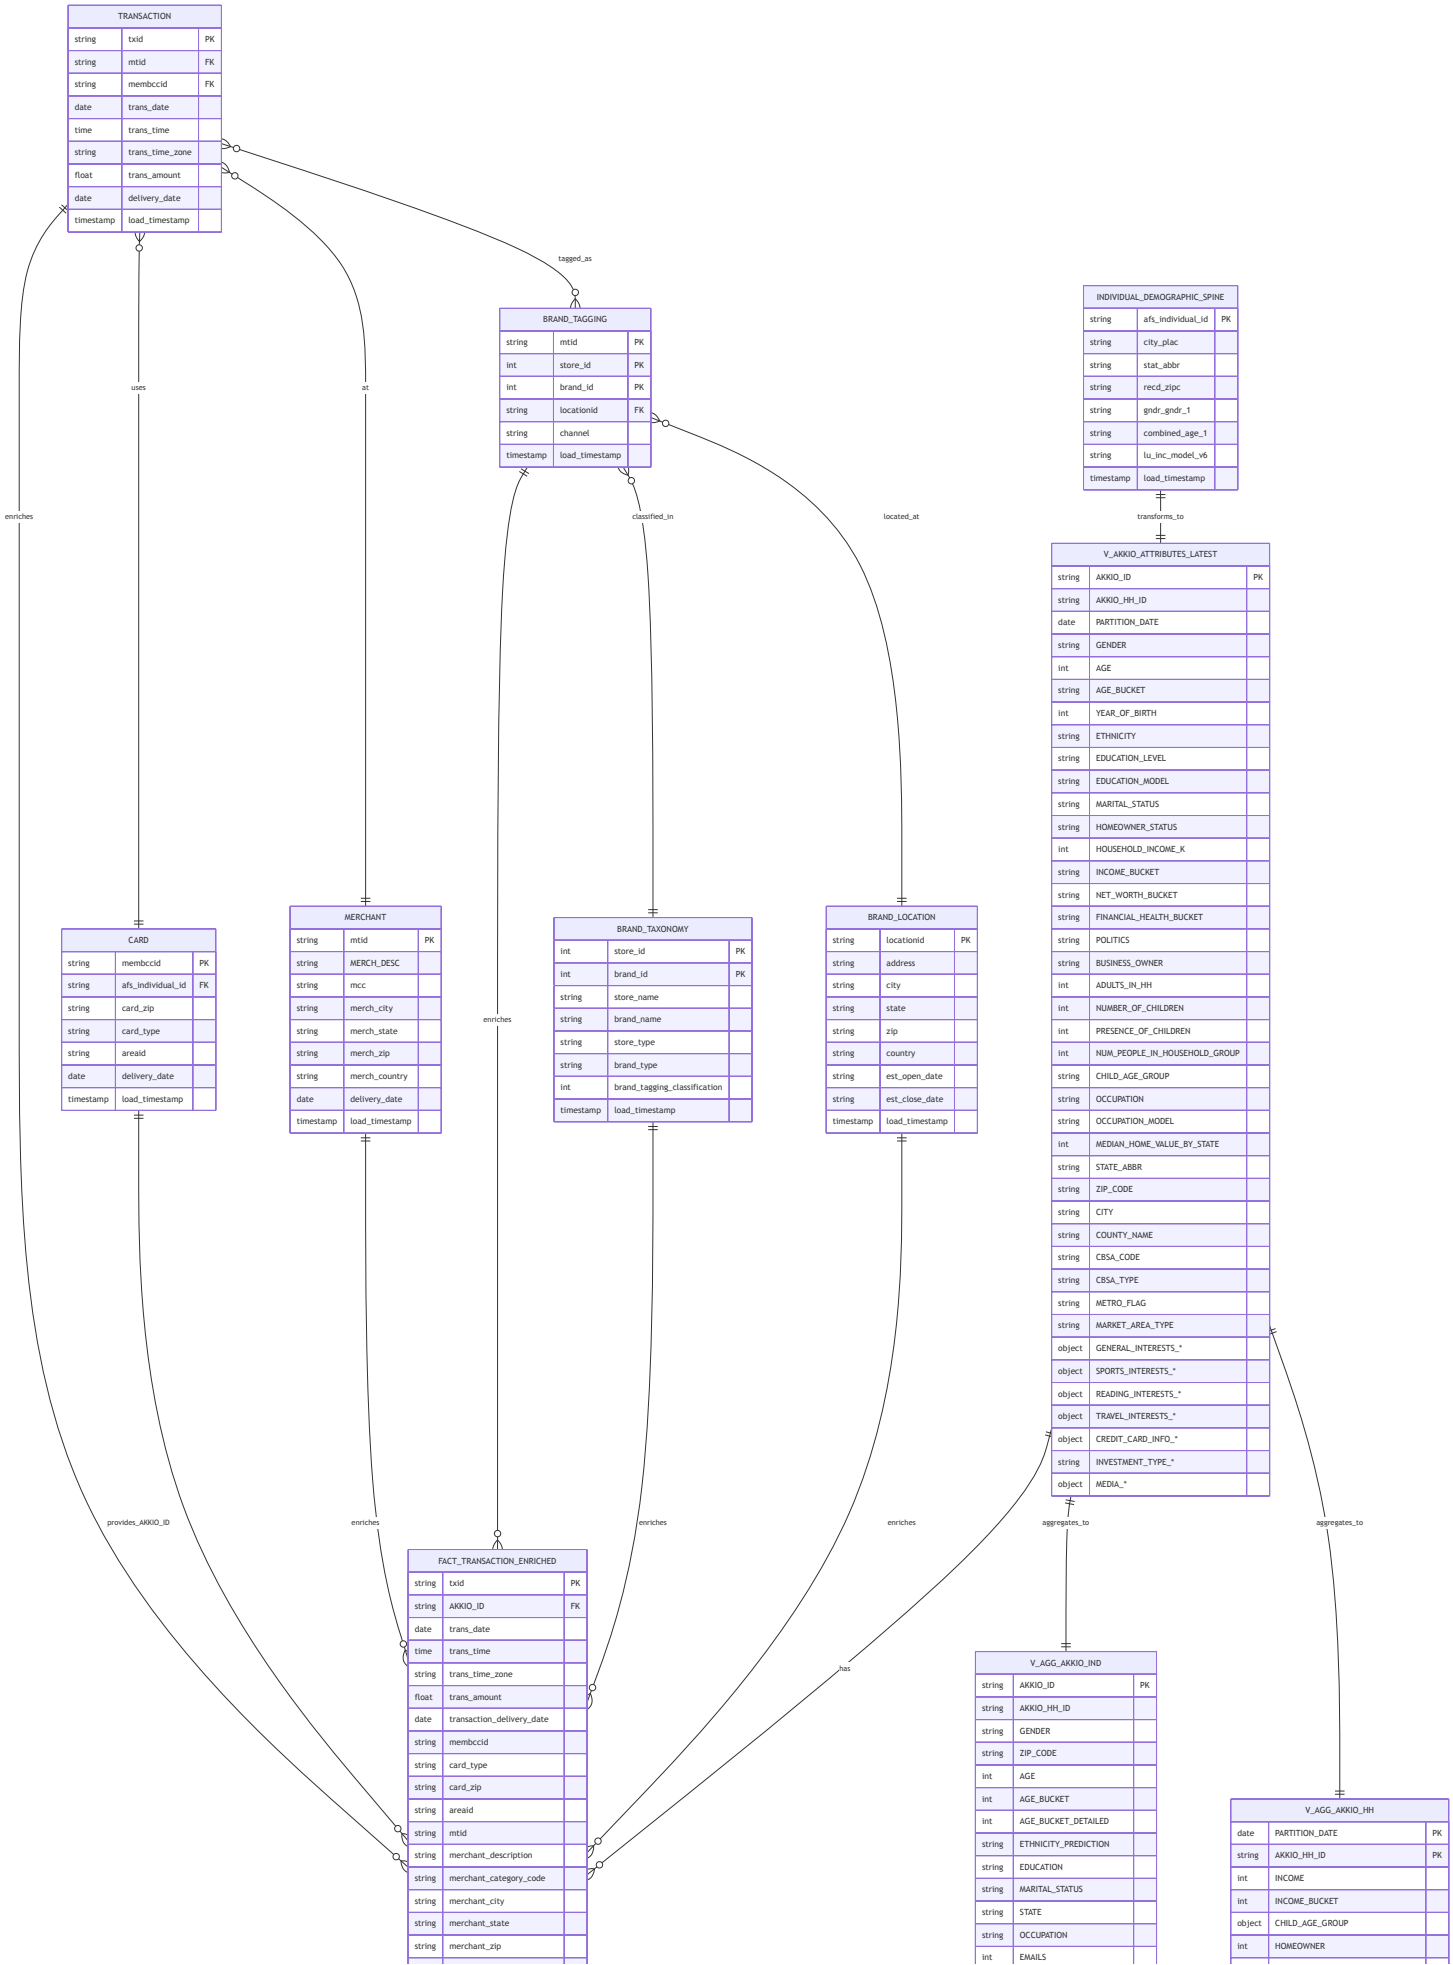 TRANSACTION
string txid PK
string mtid FK
string membccid FK
date trans_date
time trans_time
string trans_time_zone
float trans_amount
date delivery_date
timestamp load_timestamp
tagged_as
INDIVIDUAL_DEMOGRAPHIC_SPINE
string afs_individual_id PK
string city_plac
string stat_abbr
string recd_zipc
string gndr_gndr_1
string combined_age_1
string lu_inc_model_v6
timestamp load_timestamp
BRAND_TAGGING
string mtid PK
int store_id PK
int brand_id PK
string locationid FK
string channel
timestamp load_timestamp
uses
at
enriches
classified_in
located_at
transforms_to
V_AKKIO_ATTRIBUTES_LATEST
string AKKIO_ID PK
string AKKIO_HH_ID
date PARTITION_DATE
string GENDER
int AGE
string AGE_BUCKET
int YEAR_OF_BIRTH
string ETHNICITY
string EDUCATION_LEVEL
string EDUCATION_MODEL
string MARITAL_STATUS
string HOMEOWNER_STATUS
int HOUSEHOLD_INCOME_K
string INCOME_BUCKET
string NET_WORTH_BUCKET
string FINANCIAL_HEALTH_BUCKET
string POLITICS
string BUSINESS_OWNER
int ADULTS_IN_HH
int NUMBER_OF_CHILDREN
int PRESENCE_OF_CHILDREN
int NUM_PEOPLE_IN_HOUSEHOLD_GROUP
string CHILD_AGE_GROUP
string OCCUPATION
string OCCUPATION_MODEL
int MEDIAN_HOME_VALUE_BY_STATE
string STATE_ABBR
string ZIP_CODE
string CITY
string COUNTY_NAME
string CBSA_CODE
string CBSA_TYPE
string METRO_FLAG
string MARKET_AREA_TYPE
object GENERAL_INTERESTS_*
object SPORTS_INTERESTS_*
object READING_INTERESTS_*
object TRAVEL_INTERESTS_*
object CREDIT_CARD_INFO_*
string INVESTMENT_TYPE_*
object MEDIA_*
CARD
string membccid PK
string afs_individual_id FK
string card_zip
string card_type
string areaid
date delivery_date
timestamp load_timestamp
MERCHANT
string mtid PK
string MERCH_DESC
string mcc
string merch_city
string merch_state
string merch_zip
string merch_country
date delivery_date
timestamp load_timestamp
enriches
BRAND_TAXONOMY
int store_id PK
int brand_id PK
string store_name
string brand_name
string store_type
string brand_type
int brand_tagging_classification
timestamp load_timestamp
BRAND_LOCATION
string locationid PK
string address
string city
string state
string zip
string country
string est_open_date
string est_close_date
timestamp load_timestamp
provides_AKKIO_ID
enriches
enriches
enriches
aggregates_to
aggregates_to
FACT_TRANSACTION_ENRICHED
string txid PK
string AKKIO_ID FK
date trans_date
time trans_time
string trans_time_zone
float trans_amount
date transaction_delivery_date
string membccid
string card_type
string card_zip
string areaid
string mtid
string merchant_description
string merchant_category_code
string merchant_city
string merchant_state
string merchant_zip
has
V_AGG_AKKIO_IND
string AKKIO_ID PK
string AKKIO_HH_ID
string GENDER
string ZIP_CODE
int AGE
int AGE_BUCKET
int AGE_BUCKET_DETAILED
string ETHNICITY_PREDICTION
string EDUCATION
string MARITAL_STATUS
string STATE
string OCCUPATION
int EMAILS
V_AGG_AKKIO_HH
date PARTITION_DATE PK
string AKKIO_HH_ID PK
int INCOME
int INCOME_BUCKET
object CHILD_AGE_GROUP
int HOMEOWNER